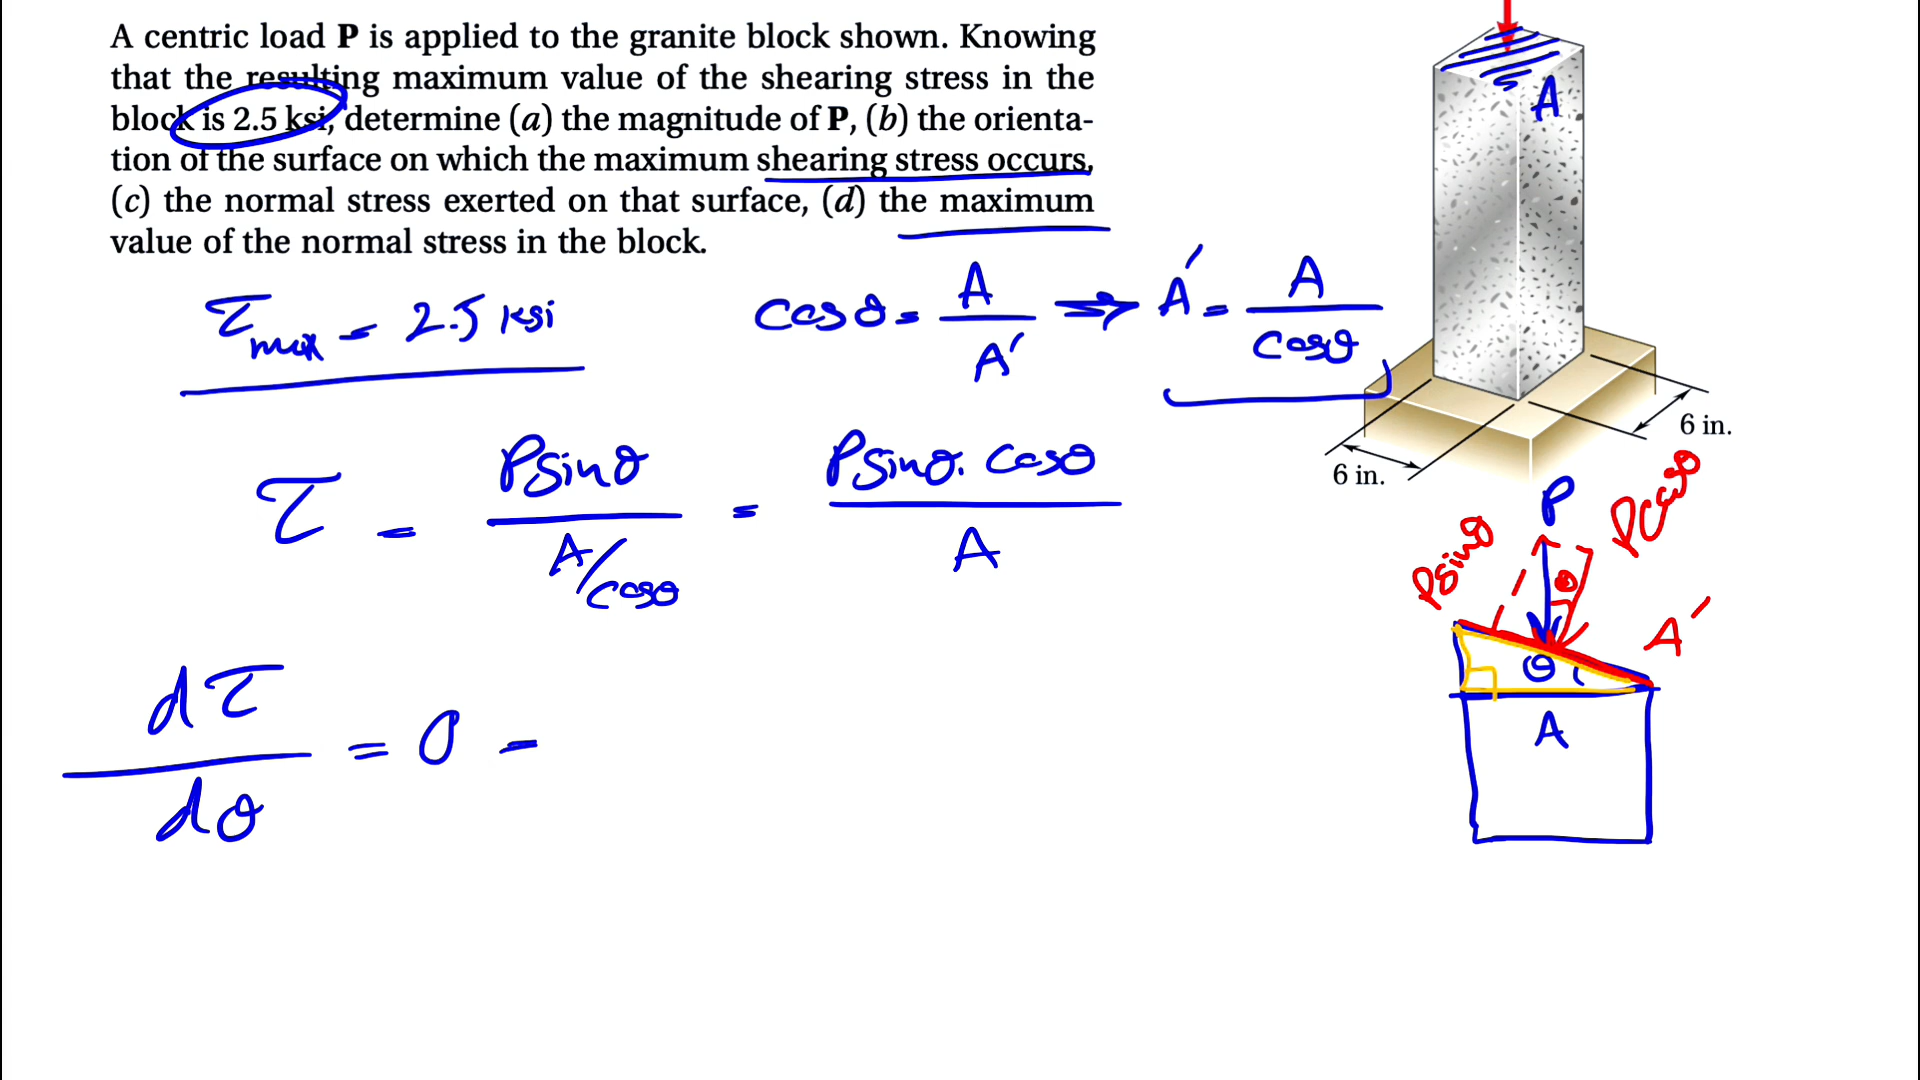 A centric load P is applied to the granite block shown. Knowing
that the resulting maximum value of the shearing stress in the
block is 2.5 ksi, determine (a) the magnitude of P, (b) the orienta-
tion of the surface on which the maximum shearing stress occurs,
(c) the normal stress exerted on that surface, (d) the maximum
value of the normal stress in the block.
A
6 in.
6 in.
τmax = 2.5 ksi
cosθ = A/A′ ⇒ A′ = A/cosθ
τ = Psinθ/(A/cosθ) = Psinθ. cosθ/A
dτ/dθ = 0 -
P
Psinθ
Pcosθ
θ
A′
θ
A